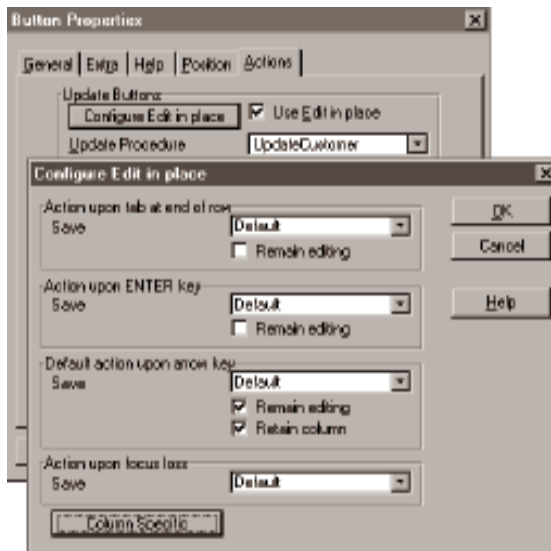 Button Properties
General Extra Help Position Actions
Update Buttons
Configure Edit in place Use Edit in place
Update Procedure UpdateCustomer
Configure Edit in place
Action upon tab at end of row
Save Default
Remain editing
OK
Cancel
Help
Action upon ENTER key
Save Default
Remain editing
Default action upon arrow key
Save Default
Remain editing
Retain column
Action upon focus loss
Save Default
Column Specific